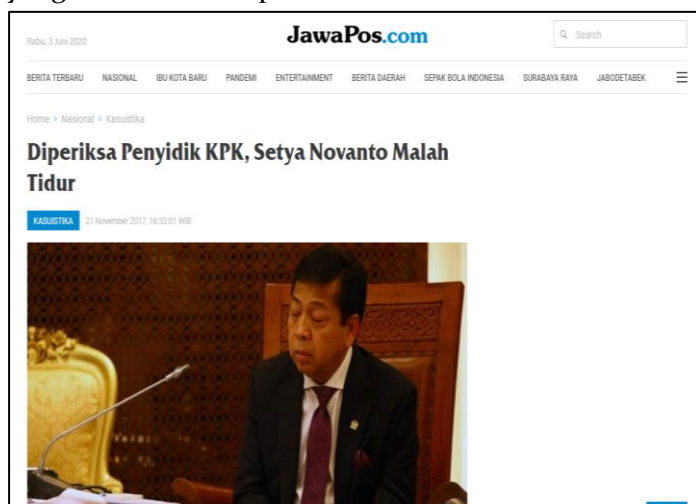 Rabu, 3 Juni 2020
JawaPos.com
Search
BERITA TERBARU NASIONAL IBU KOTA BARU PANDEMI ENTERTAINMENT BERITA DAERAH SEPAK BOLA INDONESIA SURABAYA RAYA JABODETABEK
Home > Nasional > Kasuistika
Diperiksa Penyidik KPK, Setya Novanto Malah
Tidur
KASUISTIKA 21 November 2017, 16:33:01 WIB